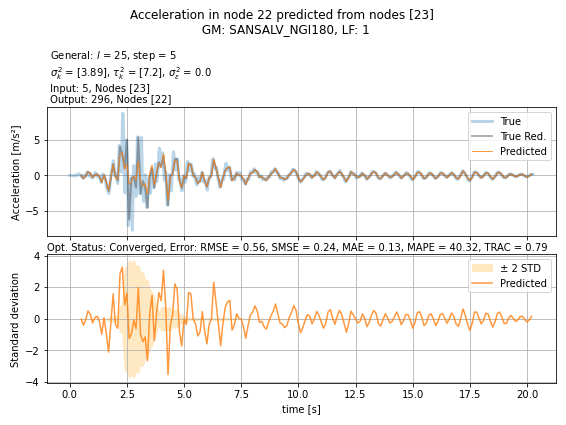 Acceleration in node 22 predicted from nodes [23]
GM: SANSALV_NGI180, LF: 1
General: l = 25, step = 5
σ²ₖ = [3.89], τ²ₖ = [7.2], σ²ₑ = 0.0
Input: 5, Nodes [23]
Output: 296, Nodes [22]
Acceleration [m/s²]
5
0
−5
True
True Red.
Predicted
Opt. Status: Converged, Error: RMSE = 0.56, SMSE = 0.24, MAE = 0.13, MAPE = 40.32, TRAC = 0.79
Standard deviation
4
2
0
−2
−4
± 2 STD
Predicted
0.0 2.5 5.0 7.5 10.0 12.5 15.0 17.5 20.0
time [s]